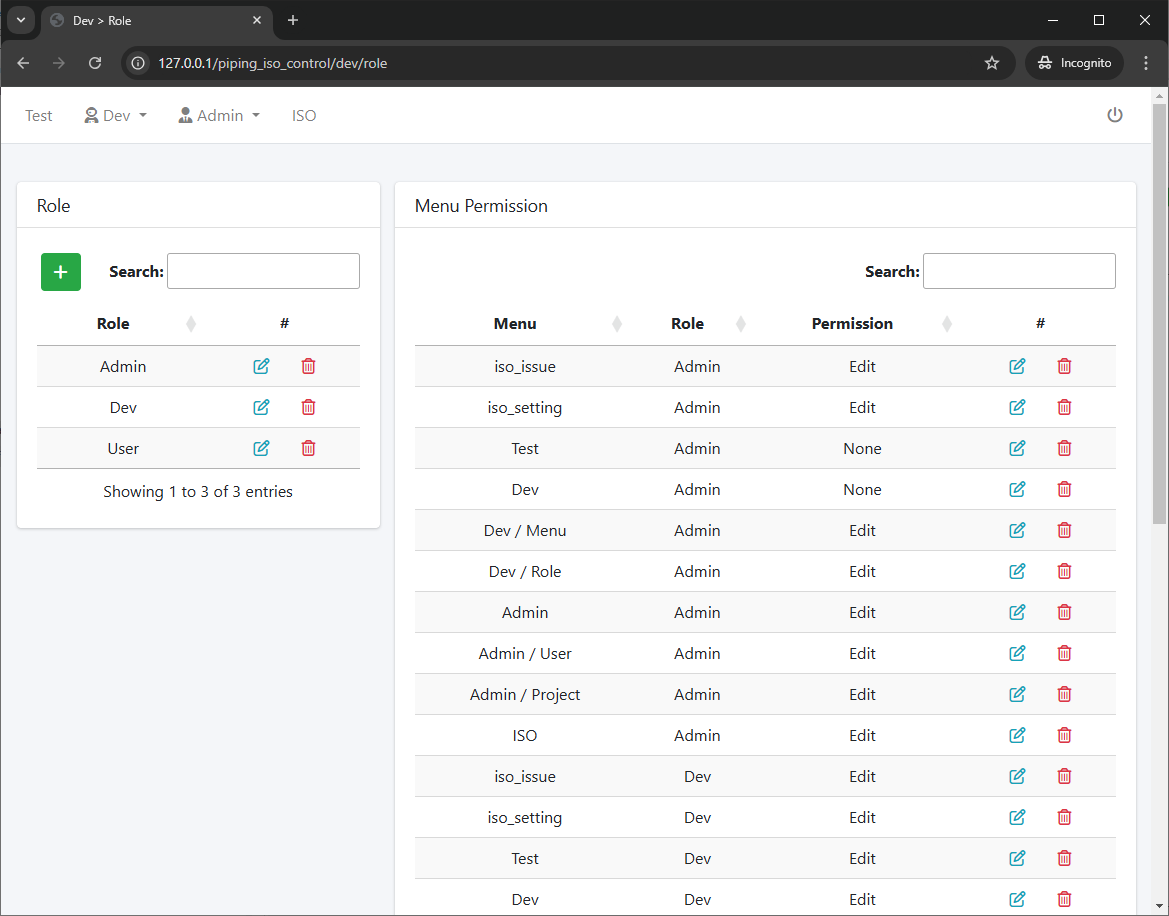 Dev > Role
127.0.0.1/piping_iso_control/dev/role
Incognito
Test Dev Admin ISO
Role
Search:
Role #
Admin
Dev
User
Showing 1 to 3 of 3 entries
Menu Permission
Search:
Menu Role Permission #
iso_issue Admin Edit
iso_setting Admin Edit
Test Admin None
Dev Admin None
Dev / Menu Admin Edit
Dev / Role Admin Edit
Admin Admin Edit
Admin / User Admin Edit
Admin / Project Admin Edit
ISO Admin Edit
iso_issue Dev Edit
iso_setting Dev Edit
Test Dev Edit
Dev Dev Edit